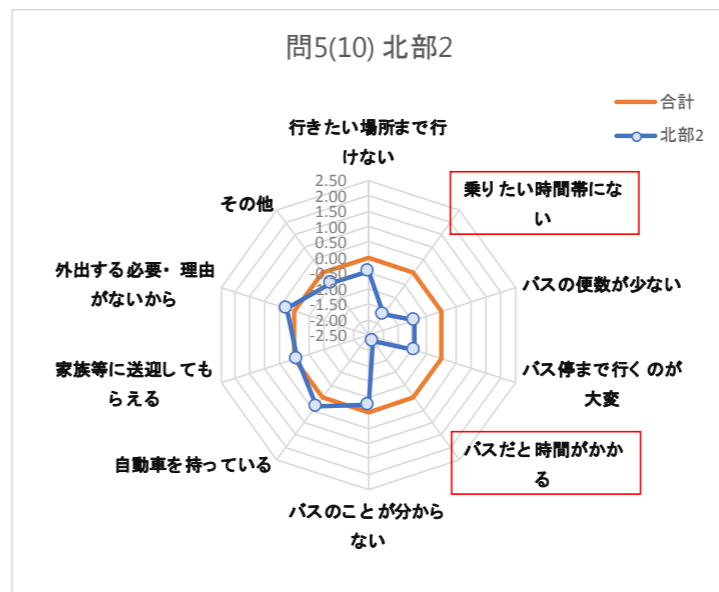 問5(10) 北部2
合計
北部2
行きたい場所まで行
けない
乗りたい時間帯にな
い
バスの便数が少ない
バス停まで行くのが
大変
バスだと時間がかか
る
バスのことが分から
ない
自動車を持っている
家族等に送迎しても
らえる
外出する必要・理由
がないから
その他
2.50
2.00
1.50
1.00
0.50
0.00
-0.50
-1.00
-1.50
-2.00
-2.50